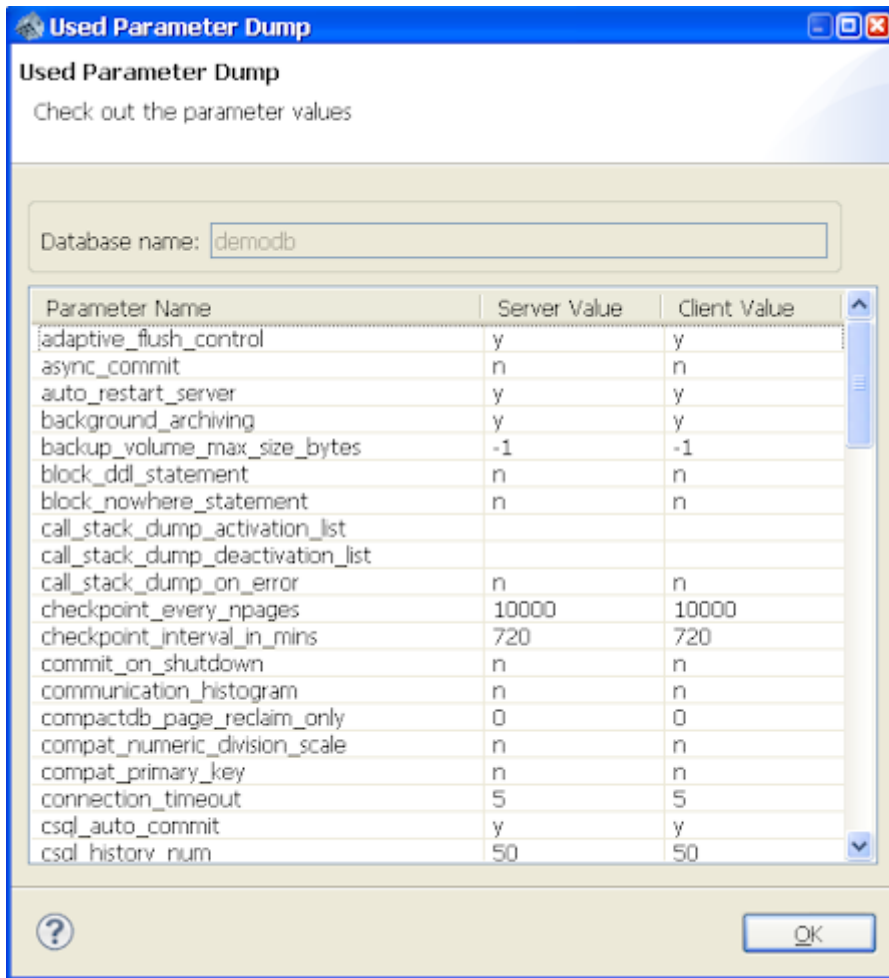 Used Parameter Dump
Used Parameter Dump
Check out the parameter values
Database name: demodb
Parameter Name Server Value Client Value
adaptive_flush_control y y
async_commit n n
auto_restart_server y y
background_archiving y y
backup_volume_max_size_bytes -1 -1
block_ddl_statement n n
block_nowhere_statement n n
call_stack_dump_activation_list
call_stack_dump_deactivation_list
call_stack_dump_on_error n n
checkpoint_every_npages 10000 10000
checkpoint_interval_in_mins 720 720
commit_on_shutdown n n
communication_histogram n n
compactdb_page_reclaim_only 0 0
compat_numeric_division_scale n n
compat_primary_key n n
connection_timeout 5 5
csql_auto_commit y y
csql_history_num 50 50
? OK